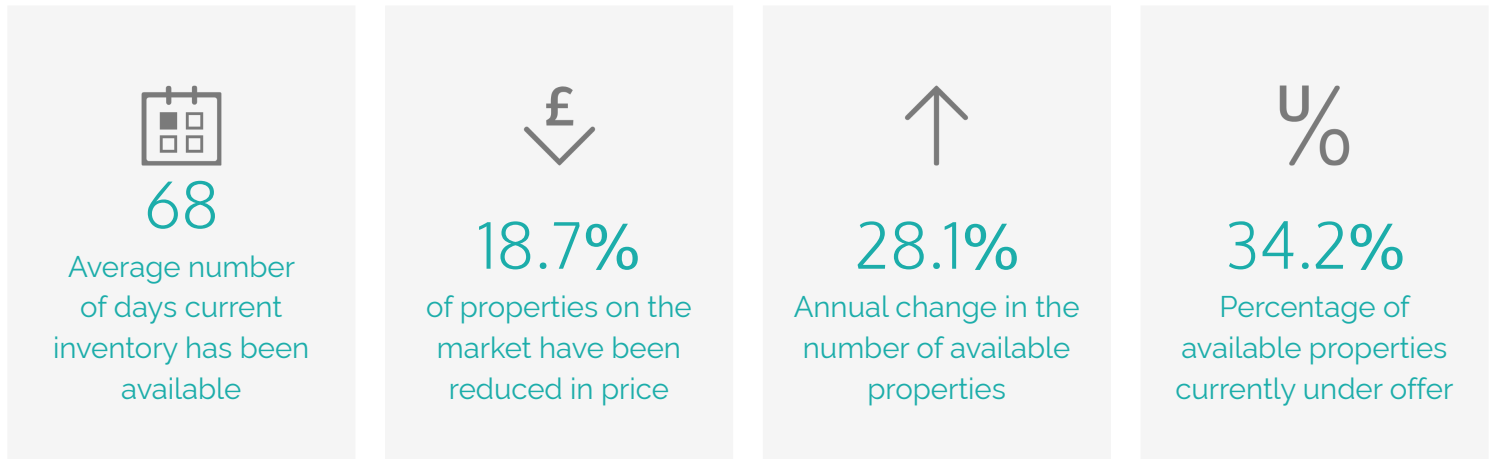 68
Average number
of days current
inventory has been
available
£
18.7%
of properties on the
market have been
reduced in price
28.1%
Annual change in the
number of available
properties
U%
34.2%
Percentage of
available properties
currently under offer